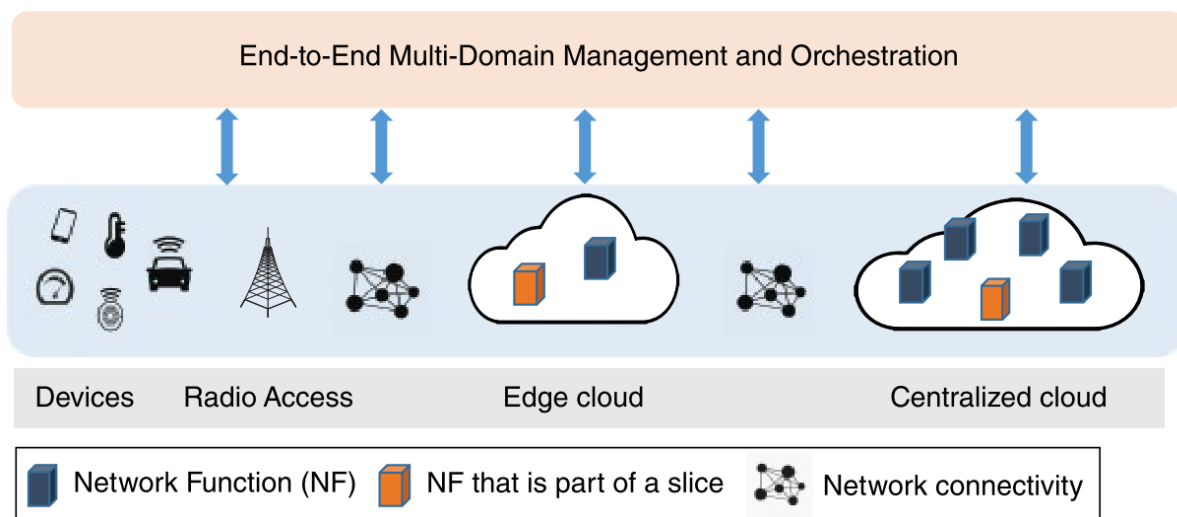 End-to-End Multi-Domain Management and Orchestration
Devices Radio Access Edge cloud Centralized cloud
Network Function (NF) NF that is part of a slice Network connectivity